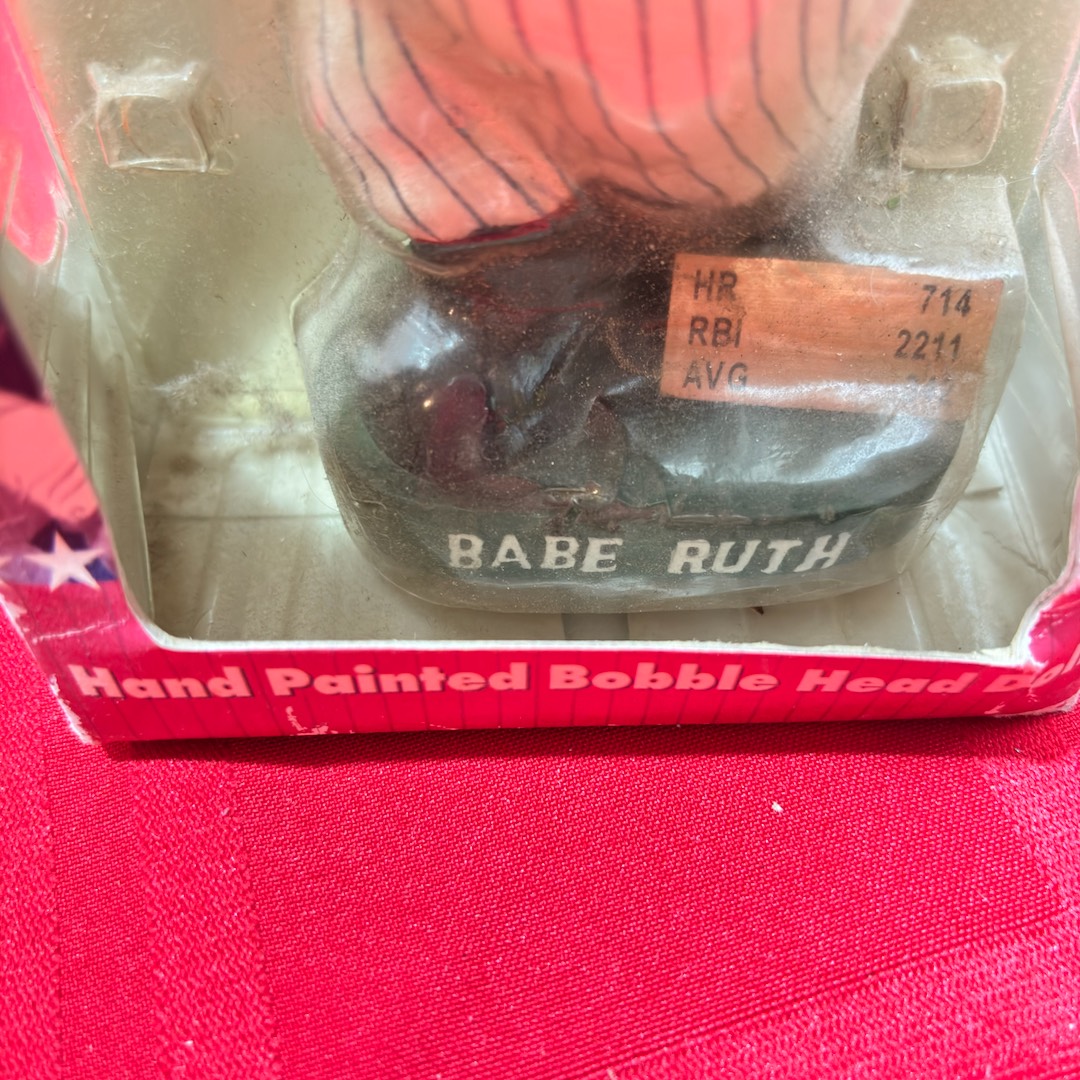 HR 714
RBI 2211
AVG
BABE RUTH
Hand Painted Bobble Head